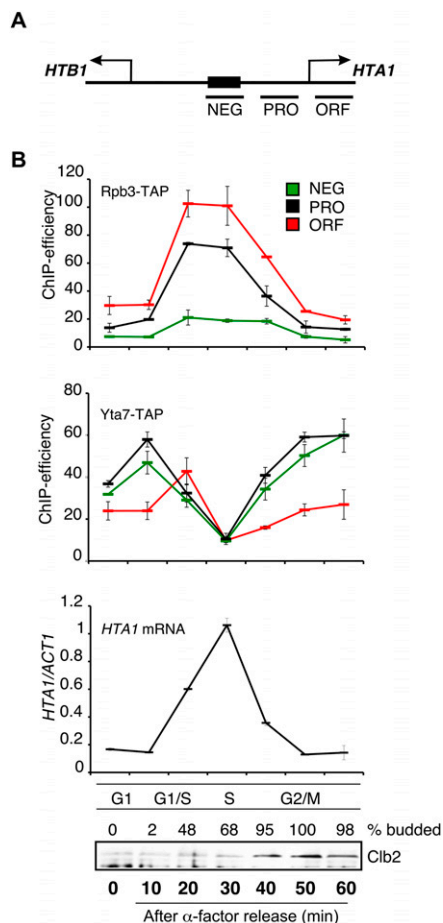 A
HTB1
HTA1
NEG PRO ORF
B
Rpb3-TAP
NEG
PRO
ORF
ChIP-efficiency
120
100
80
60
40
20
0
Yta7-TAP
ChIP-efficiency
80
60
40
20
0
HTA1 mRNA
HTA1/ACT1
1.2
1
0.8
0.6
0.4
0.2
0
G1 G1/S S G2/M
0 2 48 68 95 100 98 % budded
Clb2
0 10 20 30 40 50 60
After α-factor release (min)